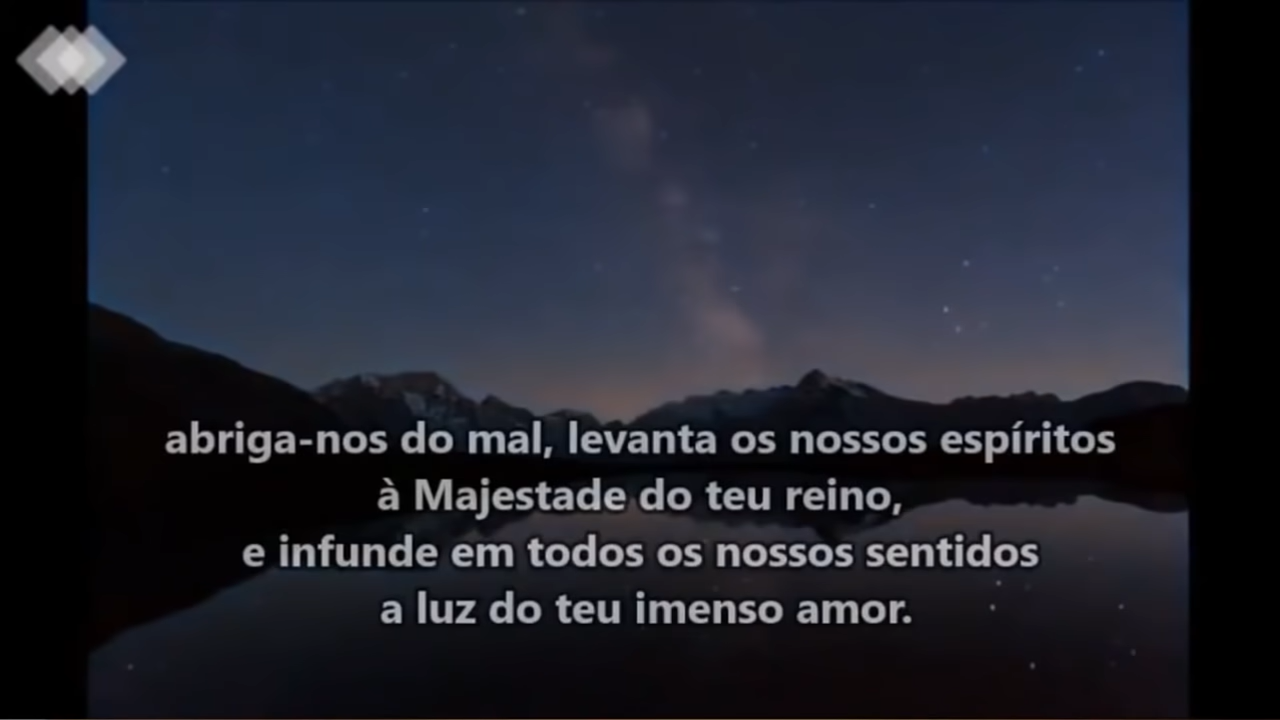 abriga-nos do mal, levanta os nossos espíritos
à Majestade do teu reino,
e infunde em todos os nossos sentidos
a luz do teu imenso amor.